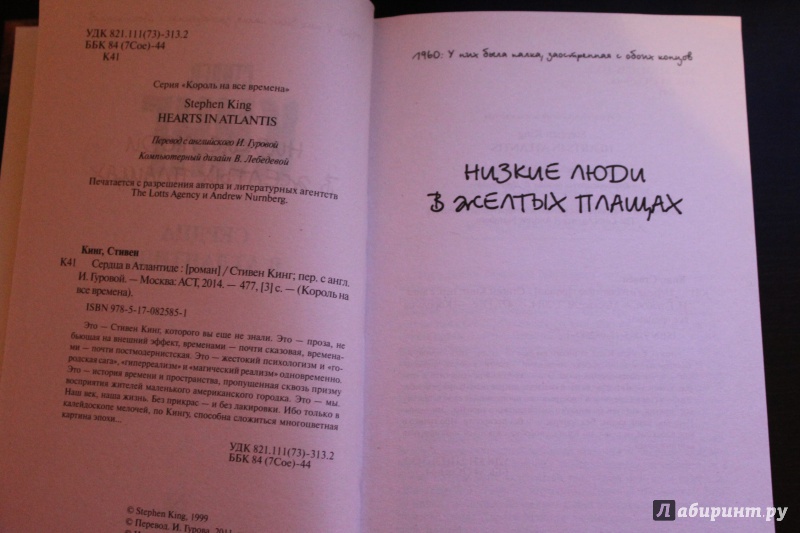 УДК 821.111(73)-313.2
ББК 84 (7Сое)-44
К41
Серия «Король на все времена»
Stephen King
HEARTS IN ATLANTIS
Перевод с английского И. Гуровой
Компьютерный дизайн В. Лебедевой
Печатается с разрешения автора и литературных агентств
The Lotts Agency и Andrew Nurnberg.
Кинг, Стивен
К41 Сердца в Атлантиде : [роман] / Стивен Кинг; пер. с англ.
И. Гуровой. — Москва: АСТ, 2014. — 477, [3] с. — (Король на
все времена).
ISBN 978-5-17-082585-1
Это — Стивен Кинг, которого вы еще не знали. Это — проза, не
бьющая на внешний эффект, временами — почти сказовая, времена-
ми — почти постмодернистская. Это — жестокий психологизм и «го-
родская сага», «гиперреализм» и «магический реализм» одновременно.
Это — история времени и пространства, пропущенная сквозь призму
восприятия жителей маленького американского городка. Это — мы.
Наш век, наша жизнь. Без прикрас — и без лакировки. Ибо только в
калейдоскопе мелочей, по Кингу, способна сложиться многоцветная
картина эпохи...
УДК 821.111(73)-313.2
ББК 84 (7Сое)-44
© Stephen King, 1999
© Перевод. И. Гурова,
1960: У них была палка, заостренная с обоих концов
НИЗКИЕ ЛЮДИ
В ЖЕЛТЫХ ПЛАЩАХ
Лабиринт.ру